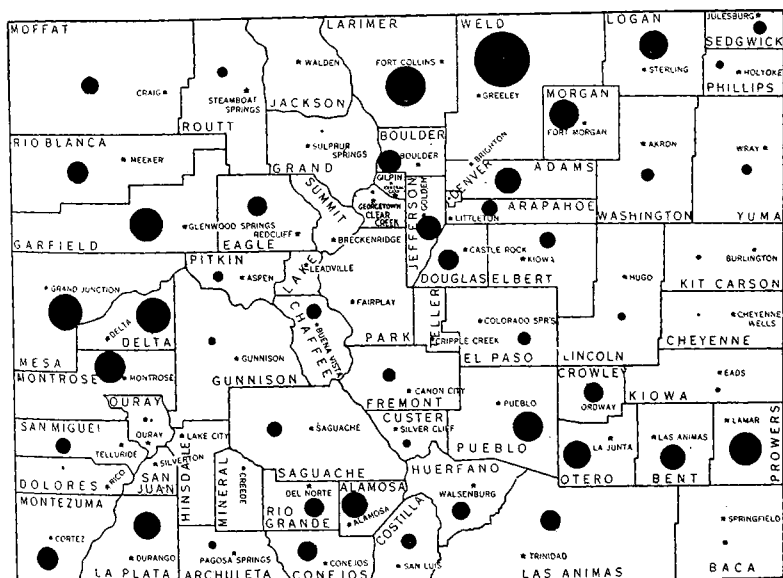 MOFFAT
LARIMER
WELD
LOGAN
JULESBURG
SEDGWICK
WALDEN
FORT COLLINS
STERLING
HOLYOKE
PHILLIPS
CRAIG
STEAMBOAT
SPRINGS
JACKSON
GREELEY
MORGAN
FORT MORGAN
ROUTT
RIO BLANCA
MEEKER
SULPHUR
SPRINGS
GRAND
BOULDER
BOULDER
BRIGHTON
ADAMS
AKRON
WRAY
GILPIN
CENTRAL
CITY
GEORGETOWN
CLEAR
CREEK
SUMMIT
JEFFERSON
GOLDEN
DENVER
LITTLETON
ARAPAHOE
WASHINGTON
YUMA
GLENWOOD SPRINGS
REDCLIFF
EAGLE
GARFIELD
BRECKENRIDGE
CASTLE ROCK
KIOWA
DOUGLAS
ELBERT
HUGO
BURLINGTON
KIT CARSON
PITKIN
ASPEN
LAKE
LEADVILLE
GRAND JUNCTION
FAIRPLAY
PARK
TELLER
COLORADO SPR'S
CRIPPLE CREEK
EL PASO
LINCOLN
CHEYENNE
WELLS
CHEYENNE
DELTA
DELTA
CHAFFEE
BUENA VISTA
MESA
MONTROSE
MONTROSE
GUNNISON
GUNNISON
CANON CITY
FREMONT
CROWLEY
ORDWAY
EADS
KIOWA
OURAY
OURAY
SAN MIGUEL
TELLURIDE
LAKE CITY
SAGUACHE
CUSTER
SILVER CLIFF
PUEBLO
PUEBLO
LA JUNTA
OTERO
LAS ANIMAS
BENT
LAMAR
PROWERS
DOLORES
RICO
SILVERTON
SAN
JUAN
HINSDALE
MINERAL
CREEDE
SAGUACHE
DEL NORTE
RIO
GRANDE
ALAMOSA
ALAMOSA
HUERFANO
WALSENBURG
COSTILLA
MONTEZUMA
CORTEZ
DURANGO
LA PLATA
PAGOSA SPRINGS
ARCHULETA
CONEJOS
CONEJOS
SAN LUIS
TRINIDAD
LAS ANIMAS
SPRINGFIELD
BACA